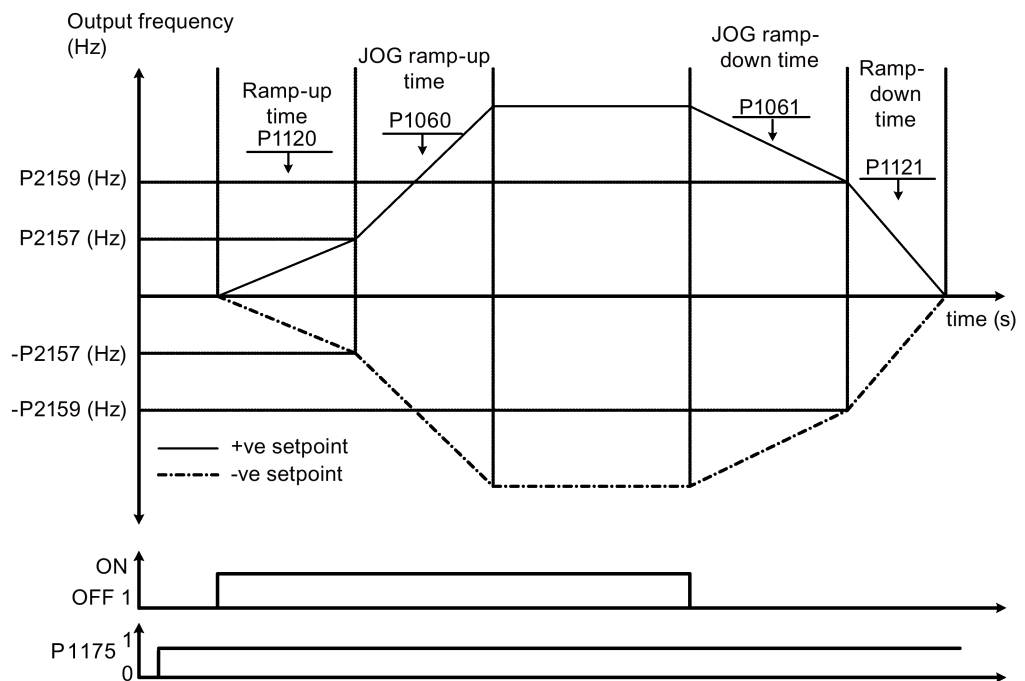 Output frequency
(Hz)
JOG ramp-up
time
JOG ramp-
down time
Ramp-up
time
P1120
P1060
P1061
Ramp-
down
time
P1121
P2159 (Hz)
P2157 (Hz)
time (s)
-P2157 (Hz)
-P2159 (Hz)
+ve setpoint
-ve setpoint
ON
OFF 1
P1175
1
0